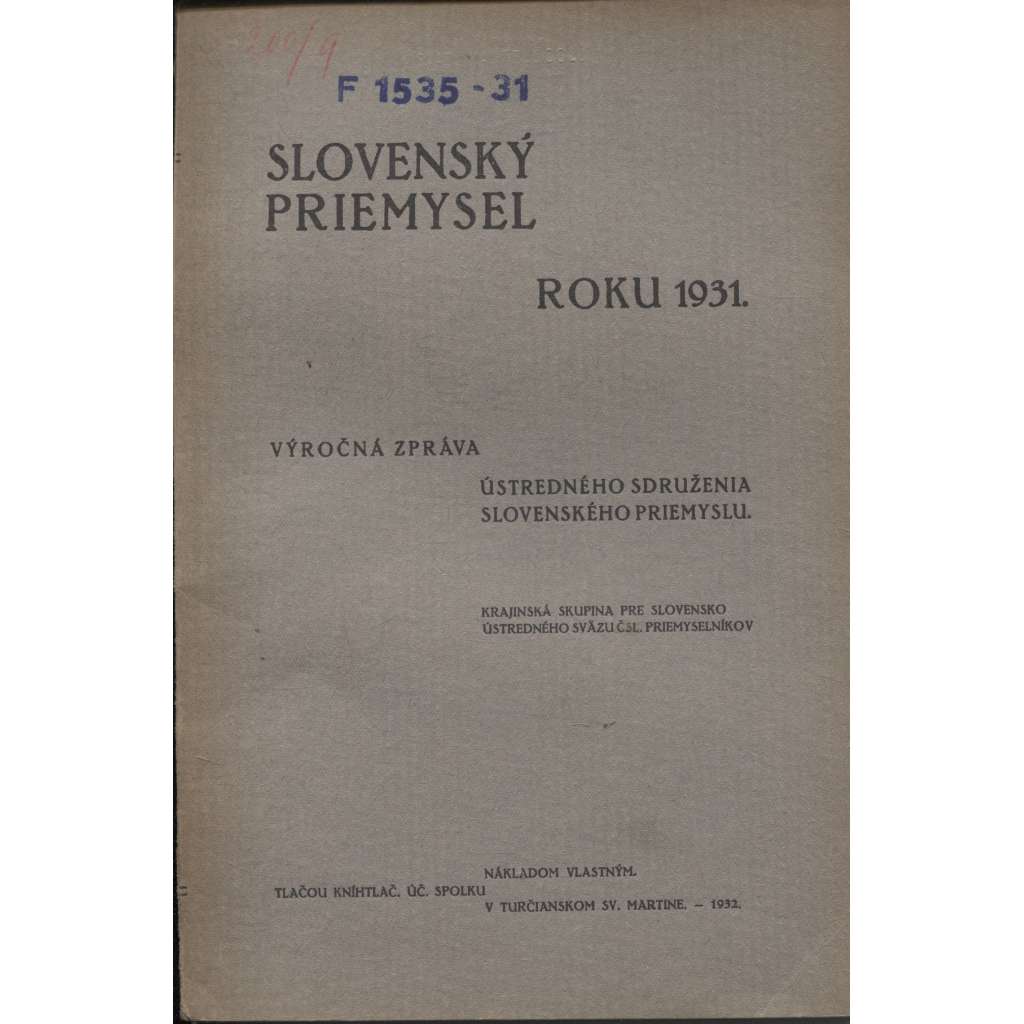 F 1535-31
SLOVENSKÝ
PRIEMYSEL
ROKU 1931.
VÝROČNÁ ZPRÁVA
ÚSTREDNÉHO SDRUŽENIA
SLOVENSKÉHO PRIEMYSLU.
KRAJINSKÁ SKUPINA PRE SLOVENSKO
ÚSTREDNÉHO SVÄZU ČSL. PRIEMYSELNÍKOV
NÁKLADOM VLASTNÝM.
TLAČOU KNÍHTLAČ. ÚČ. SPOLKU
V TURČIANSKOM SV. MARTINE. – 1932.